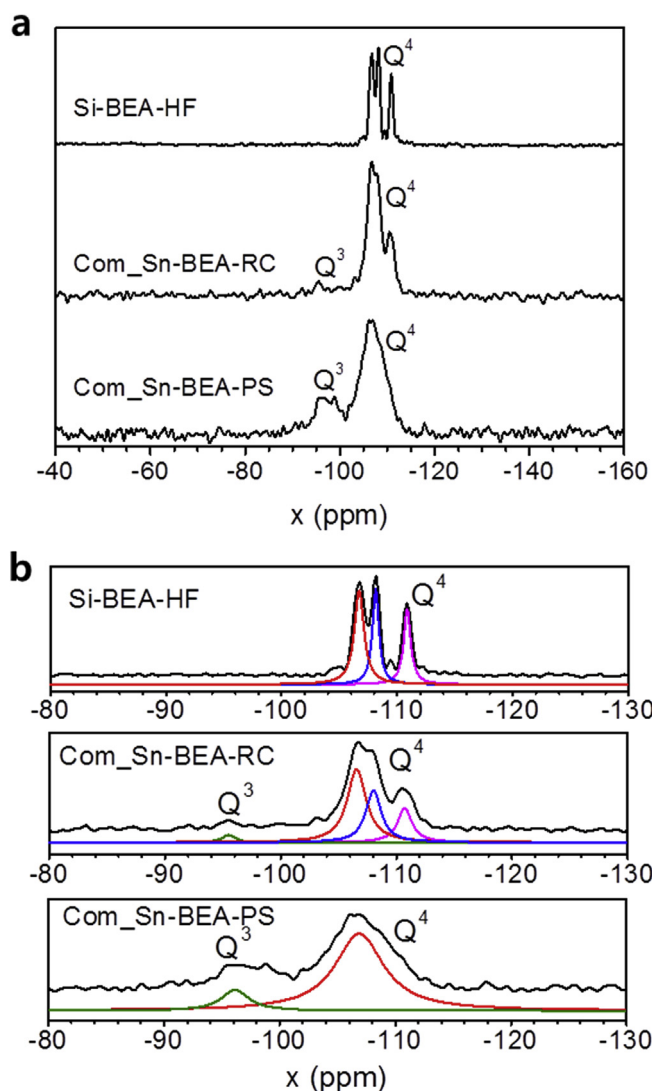 a
Q⁴
Si-BEA-HF
Q⁴
Com_Sn-BEA-RC
Q³
Q⁴
Com_Sn-BEA-PS
Q³
-40 -60 -80 -100 -120 -140 -160
x (ppm)
b
Si-BEA-HF
Q⁴
-80 -90 -100 -110 -120 -130
Com_Sn-BEA-RC
Q³
Q⁴
-80 -90 -100 -110 -120 -130
Com_Sn-BEA-PS
Q³
Q⁴
-80 -90 -100 -110 -120 -130
x (ppm)